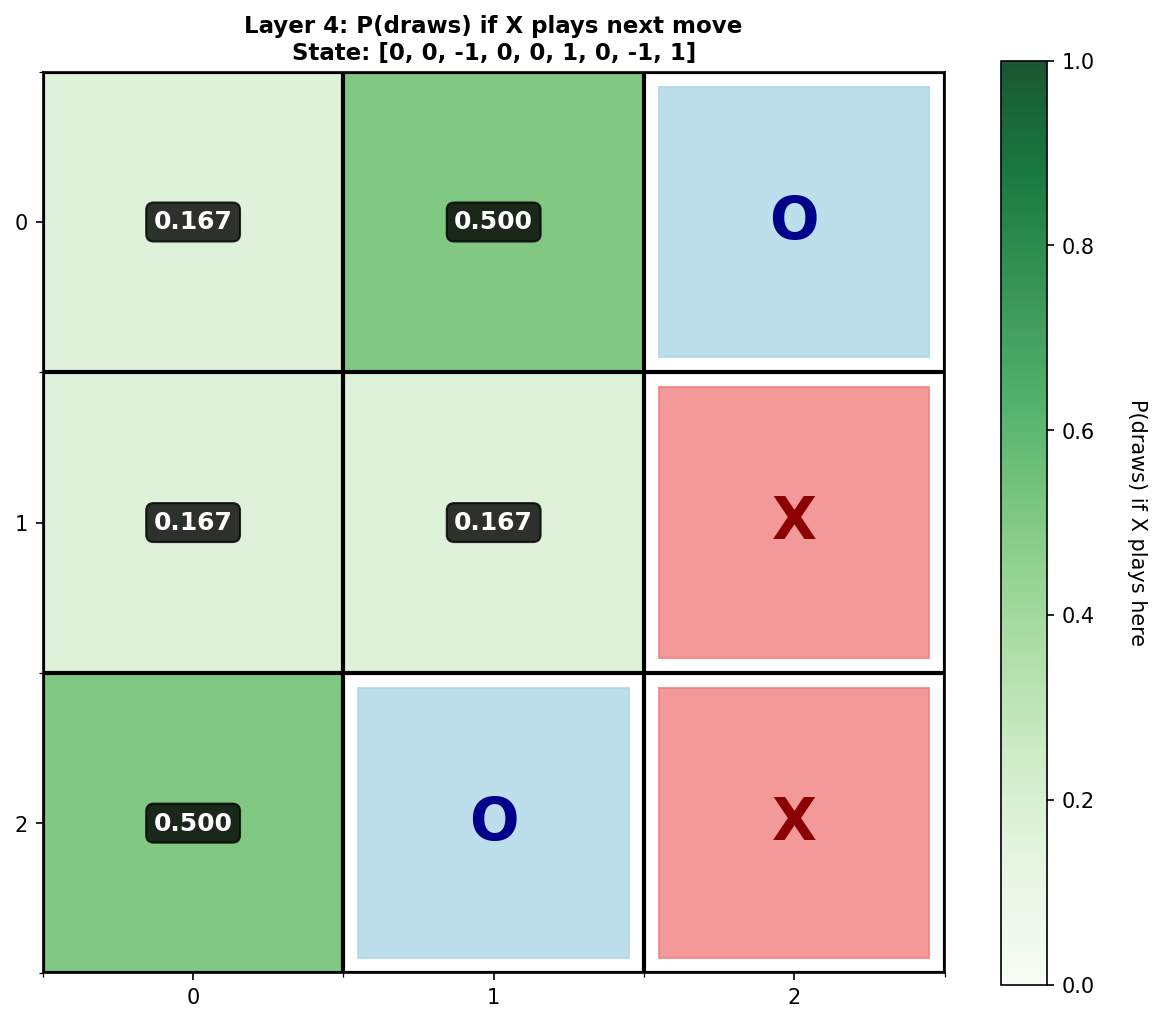 Layer 4: P(draws) if X plays next move
State: [0, 0, -1, 0, 0, 1, 0, -1, 1]
0
0.167
0.500
O
1
0.167
0.167
X
2
0.500
O
X
0
1
2
1.0
0.8
0.6
0.4
0.2
0.0
P(draws) if X plays here